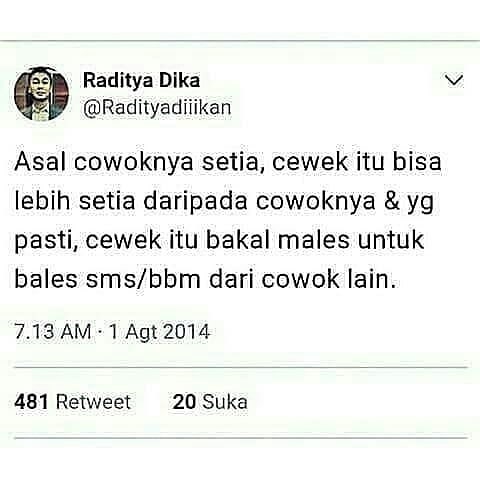 Raditya Dika
@Radityadiiikan
Asal cowoknya setia, cewek itu bisa
lebih setia daripada cowoknya & yg
pasti, cewek itu bakal males untuk
bales sms/bbm dari cowok lain.
7.13 AM · 1 Agt 2014
481 Retweet 20 Suka